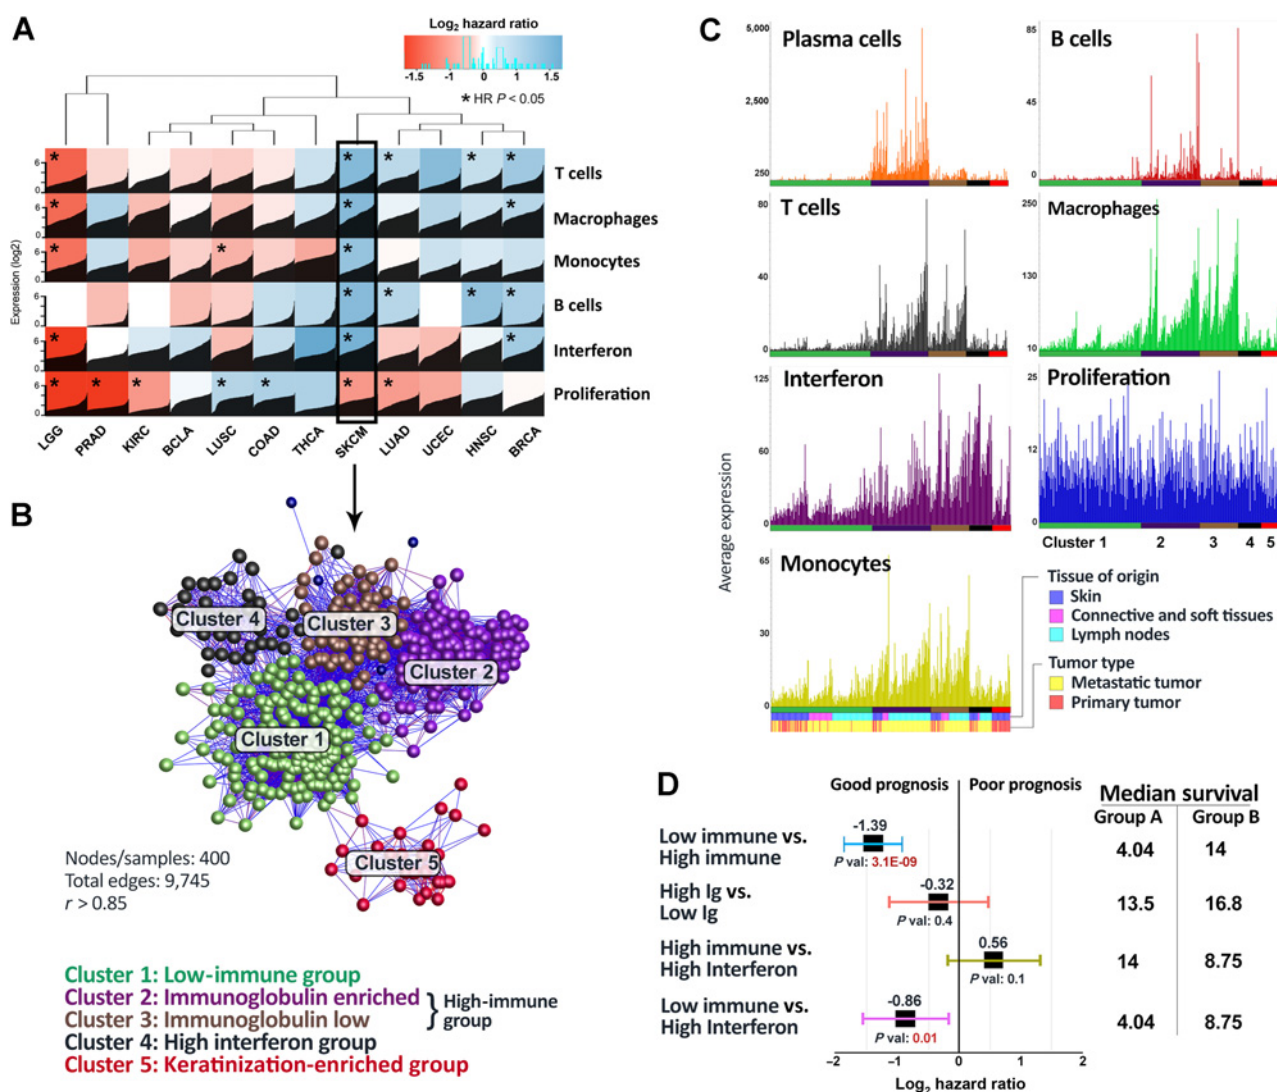 A
Log2 hazard ratio
-1.5 -1 0 1 1.5
* HR P < 0.05
Expression (log2)
6 * * * * * T cells
0
6 * * * Macrophages
0
6 * * * Monocytes
0
6 * * * * B cells
0
6 * * * Interferon
0
6 * * * * * * * Proliferation
0
LGG PRAD KIRC BCLA LUSC COAD THCA SKCM LUAD UCEC HNSC BRCA
B
Cluster 4
Cluster 3
Cluster 2
Cluster 1
Cluster 5
Nodes/samples: 400
Total edges: 9,745
r > 0.85
Cluster 1: Low-immune group
Cluster 2: Immunoglobulin enriched
Cluster 3: Immunoglobulin low
} High-immune
group
Cluster 4: High interferon group
Cluster 5: Keratinization-enriched group
C
Average expression
Plasma cells
5,000
2,500
250
B cells
85
45
0
T cells
80
40
0
Macrophages
250
130
10
Interferon
125
60
0
Proliferation
25
12
0
Cluster 1 2 3 4 5
Monocytes
65
30
0
Tissue of origin
Skin
Connective and soft tissues
Lymph nodes
Tumor type
Metastatic tumor
Primary tumor
D
Good prognosis Poor prognosis Median survival
Group A Group B
Low immune vs.
High immune
-1.39
P val: 3.1E-09
4.04 14
High Ig vs.
Low Ig
-0.32
P val: 0.4
13.5 16.8
High immune vs.
High Interferon
0.56
P val: 0.1
14 8.75
Low immune vs.
High Interferon
-0.86
P val: 0.01
4.04 8.75
−2 −1 0 1 2
Log2 hazard ratio